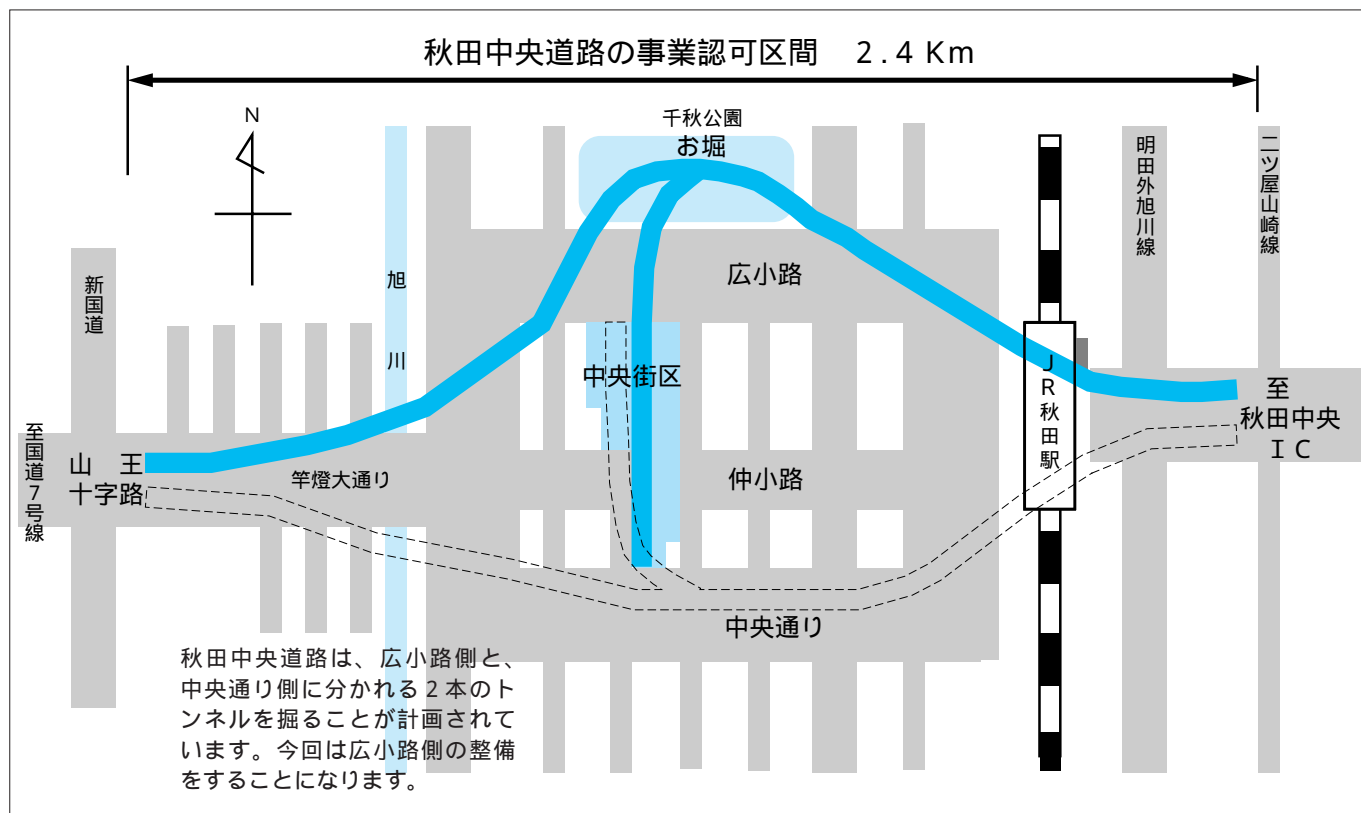 秋田中央道路の事業認可区間　2.4 Km
N
千秋公園
お堀
明田外旭川線
二ツ屋山崎線
新国道
旭川
広小路
中央街区
JR秋田駅
至
秋田中央
IC
至国道7号線
山王
十字路
竿燈大通り
仲小路
中央通り
秋田中央道路は、広小路側と、
中央通り側に分かれる2本のト
ンネルを掘ることが計画されて
います。今回は広小路側の整備
をすることになります。